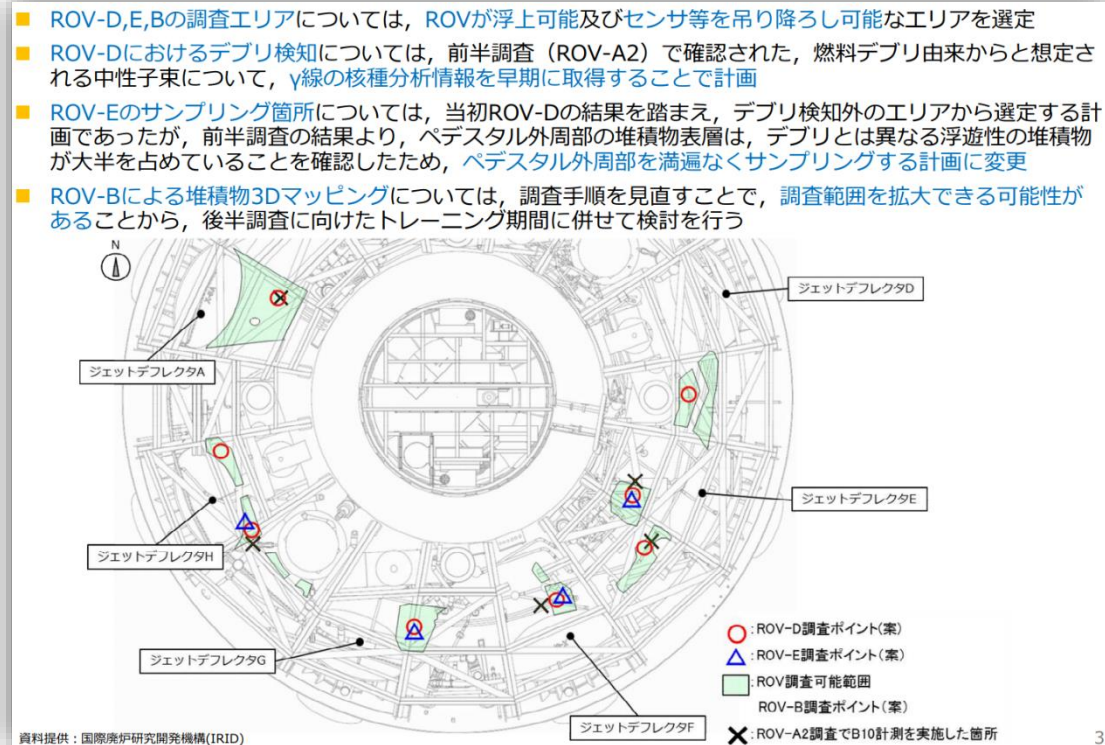 ROV-D,E,Bの調査エリアについては，ROVが浮上可能及びセンサ等を吊り降ろし可能なエリアを選定
ROV-Dにおけるデブリ検知については，前半調査（ROV-A2）で確認された，燃料デブリ由来からと想定さ
れる中性子束について，γ線の核種分析情報を早期に取得することで計画
ROV-Eのサンプリング箇所については，当初ROV-Dの結果を踏まえ，デブリ検知外のエリアから選定する計
画であったが，前半調査の結果より，ペデスタル外周部の堆積物表層は，デブリとは異なる浮遊性の堆積物
が大半を占めていることを確認したため，ペデスタル外周部を満遍なくサンプリングする計画に変更
ROV-Bによる堆積物3Dマッピングについては，調査手順を見直すことで，調査範囲を拡大できる可能性が
あることから，後半調査に向けたトレーニング期間に併せて検討を行う
N
ジェットデフレクタD
ジェットデフレクタA
ジェットデフレクタE
ジェットデフレクタH
ジェットデフレクタG
ジェットデフレクタF
:ROV-D調査ポイント(案)
:ROV-E調査ポイント(案)
:ROV調査可能範囲
ROV-B調査ポイント(案)
:ROV-A2調査でB10計測を実施した箇所
資料提供：国際廃炉研究開発機構(IRID)
3